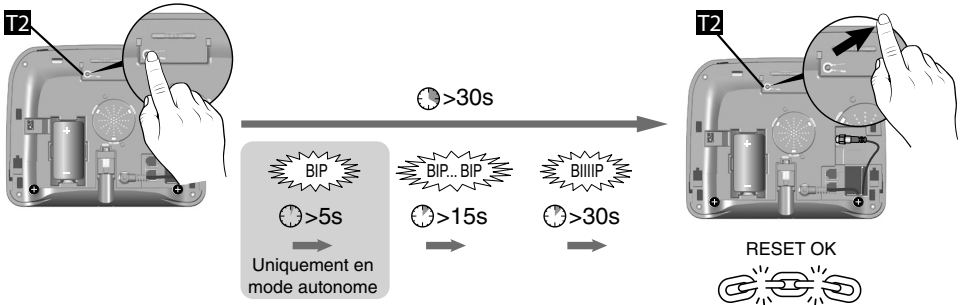 T2
>30s
T2
BIP
BIP... BIP
BIIIIP
>5s
>15s
>30s
Uniquement en
mode autonome
RESET OK